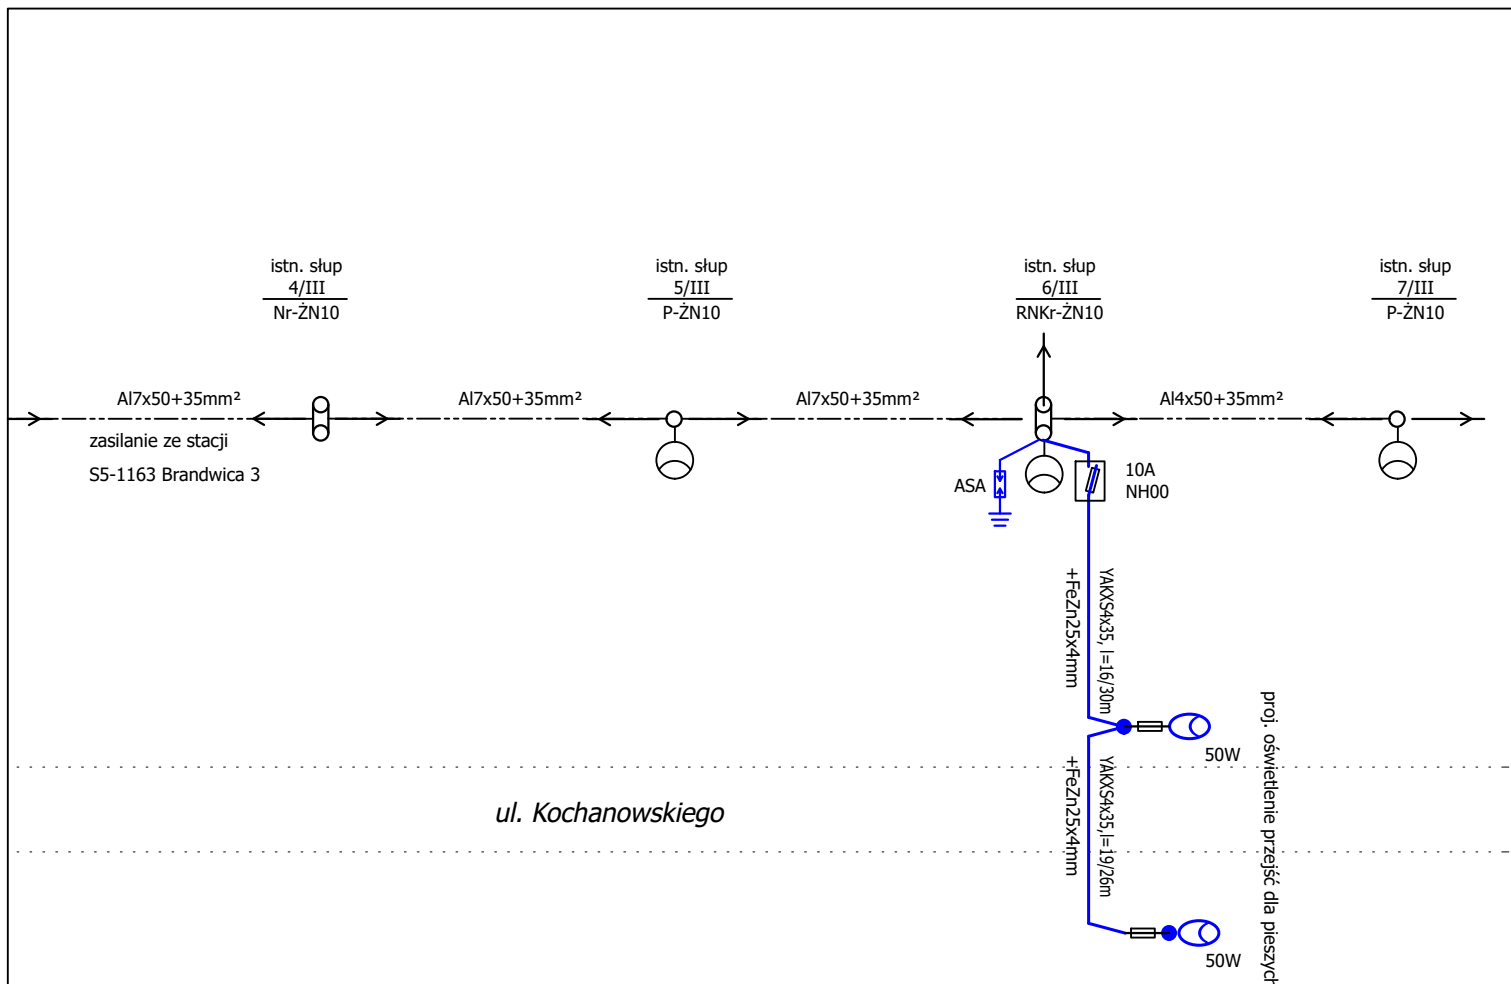 istn. słup
4/III
Nr-ŻN10
istn. słup
5/III
P-ŻN10
istn. słup
6/III
RNKr-ŻN10
istn. słup
7/III
P-ŻN10
Al7x50+35mm²
Al7x50+35mm²
Al7x50+35mm²
Al4x50+35mm²
zasilanie ze stacji
S5-1163 Brandwica 3
ASA
10A
NH00
YAKXS4x35, l=16/30m
+FeZn25x4mm
50W
proj. oświetlenie przejść dla pieszych
ul. Kochanowskiego
YAKXS4x35,l=19/26m
+FeZn25x4mm
50W